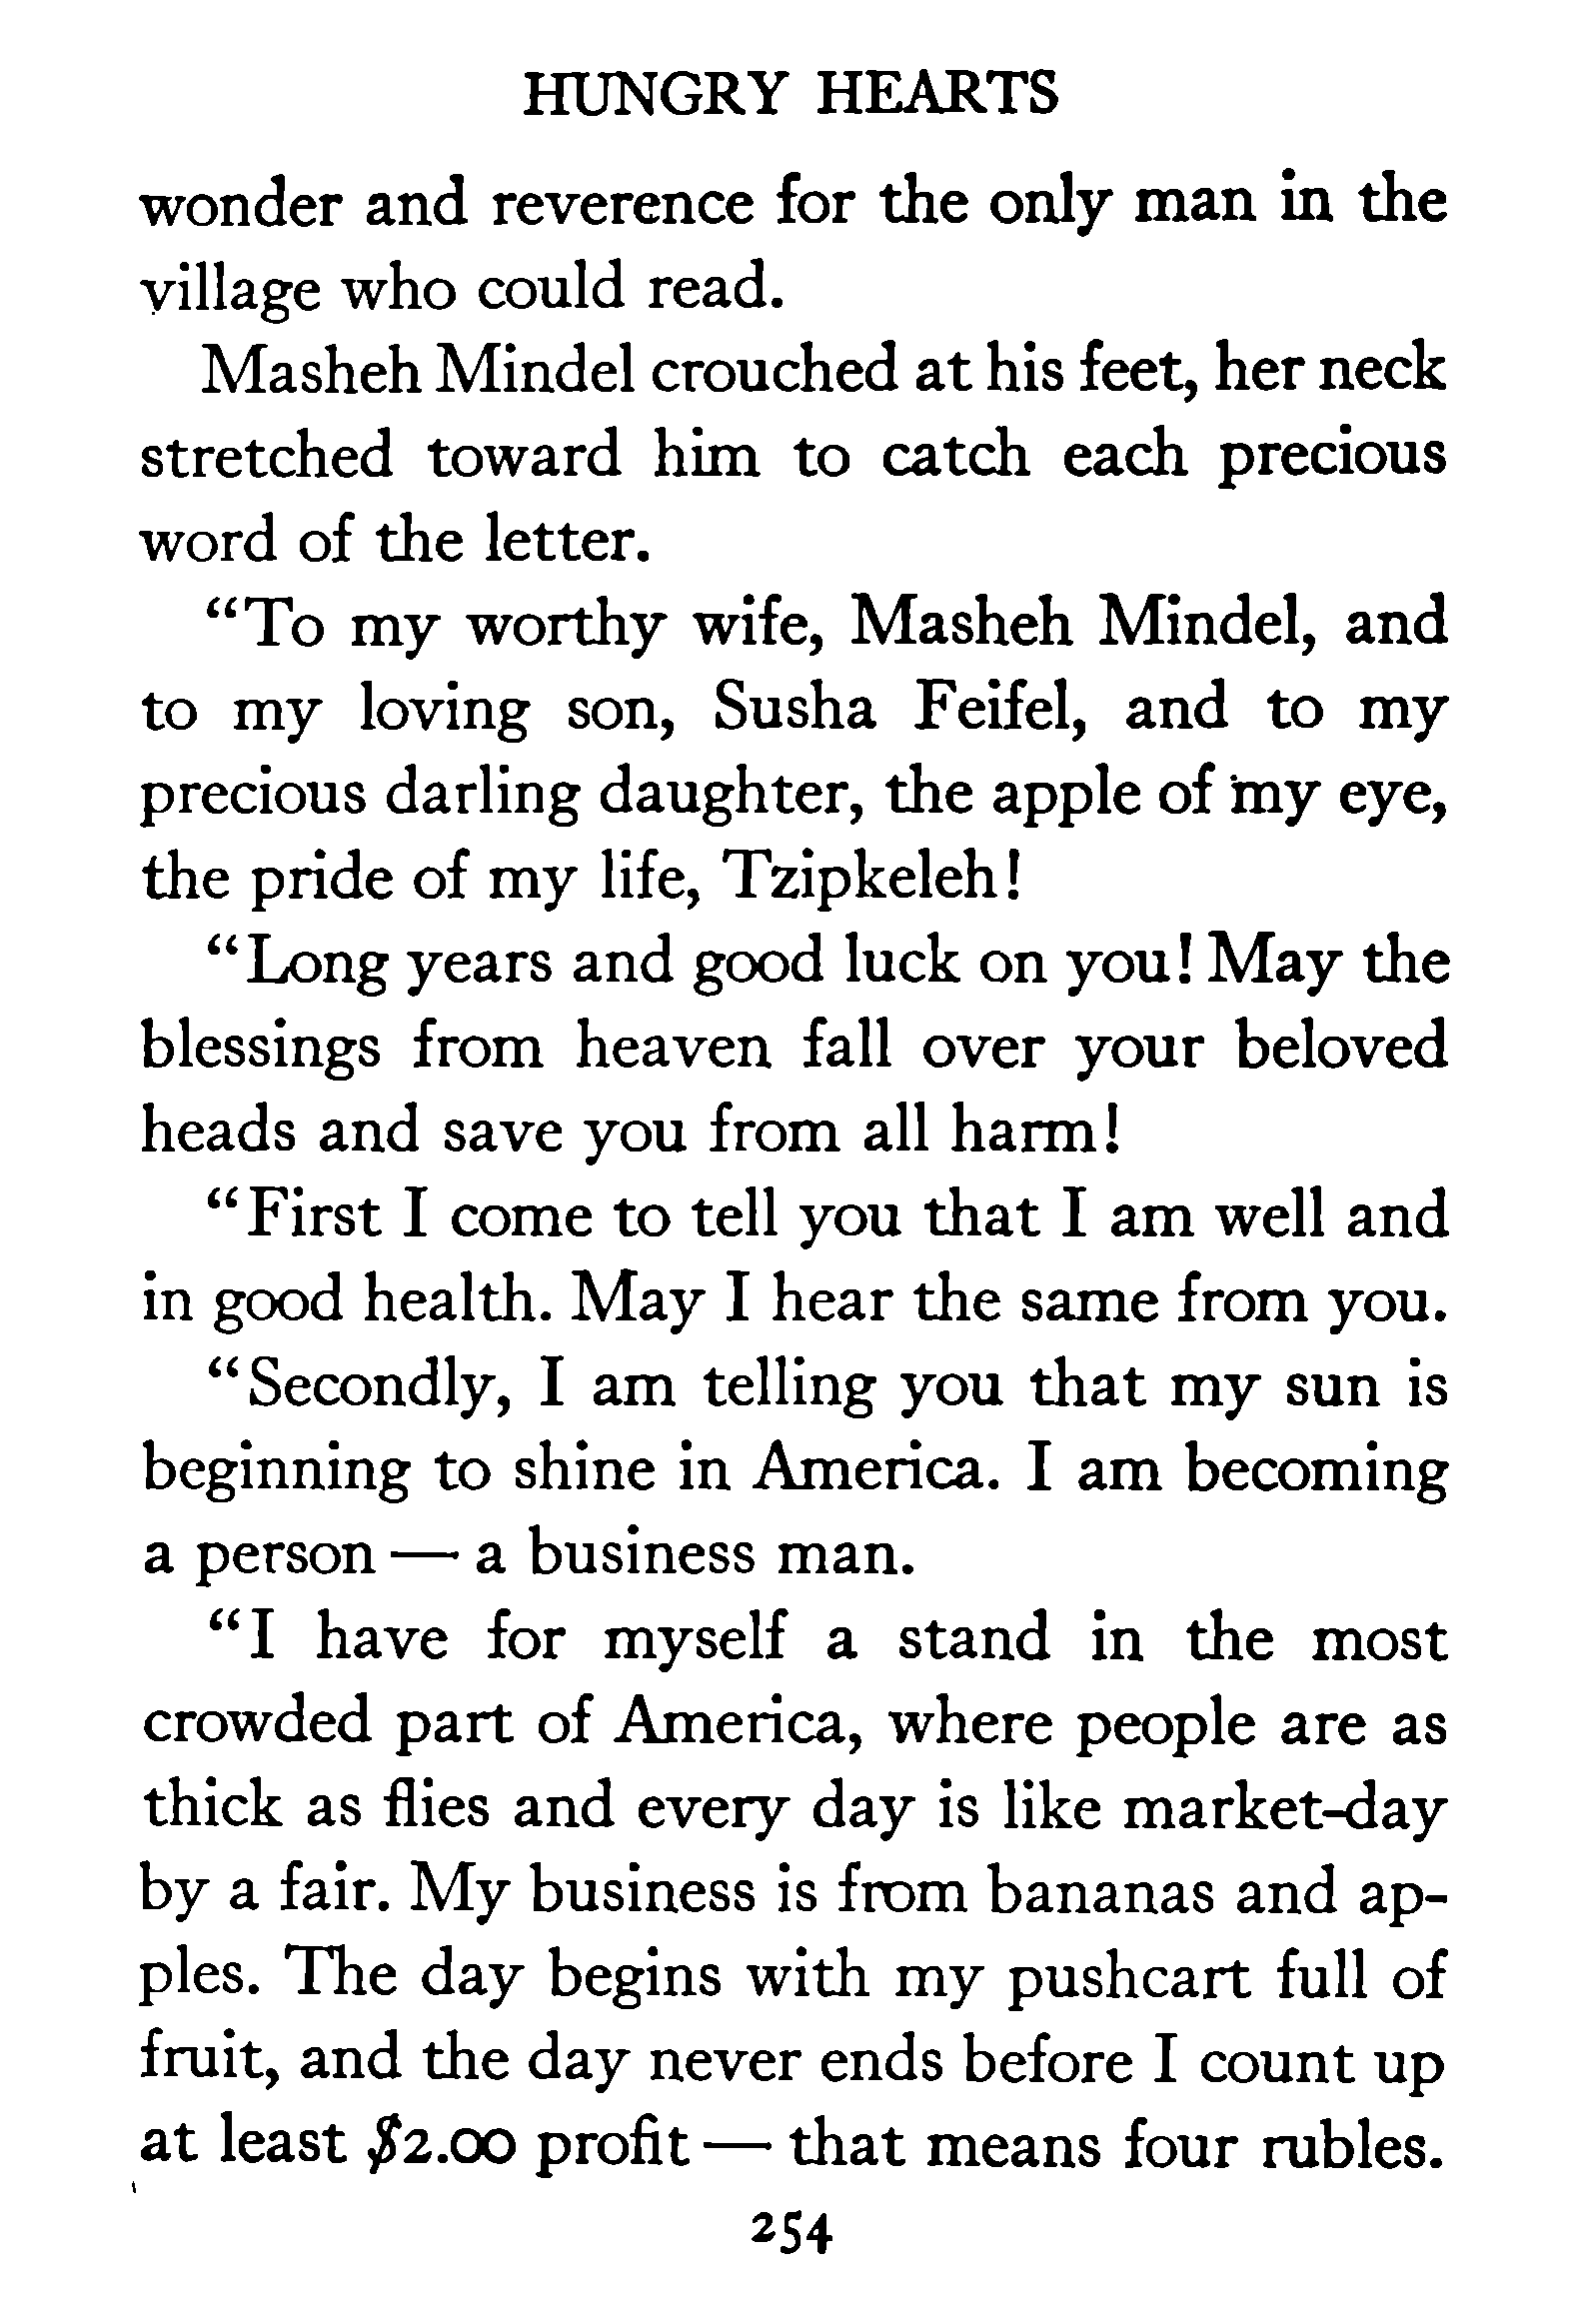 HUNGRY HEARTS
wonder and reverence for the only man in the
village who could read.
Masheh Mindel crouched at his feet, her neck
stretched toward him to catch each precious
word of the letter.
“To my worthy wife, Masheh Mindel, and
to my loving son, Susha Feifel, and to my
precious darling daughter, the apple of my eye,
the pride of my life, Tzipkeleh!
“Long years and good luck on you! May the
blessings from heaven fall over your beloved
heads and save you from all harm!
“First I come to tell you that I am well and
in good health. May I hear the same from you.
“Secondly, I am telling you that my sun is
beginning to shine in America. I am becoming
a person — a business man.
“I have for myself a stand in the most
crowded part of America, where people are as
thick as flies and every day is like market-day
by a fair. My business is from bananas and ap-
ples. The day begins with my pushcart full of
fruit, and the day never ends before I count up
at least $2.00 profit — that means four rubles.
254